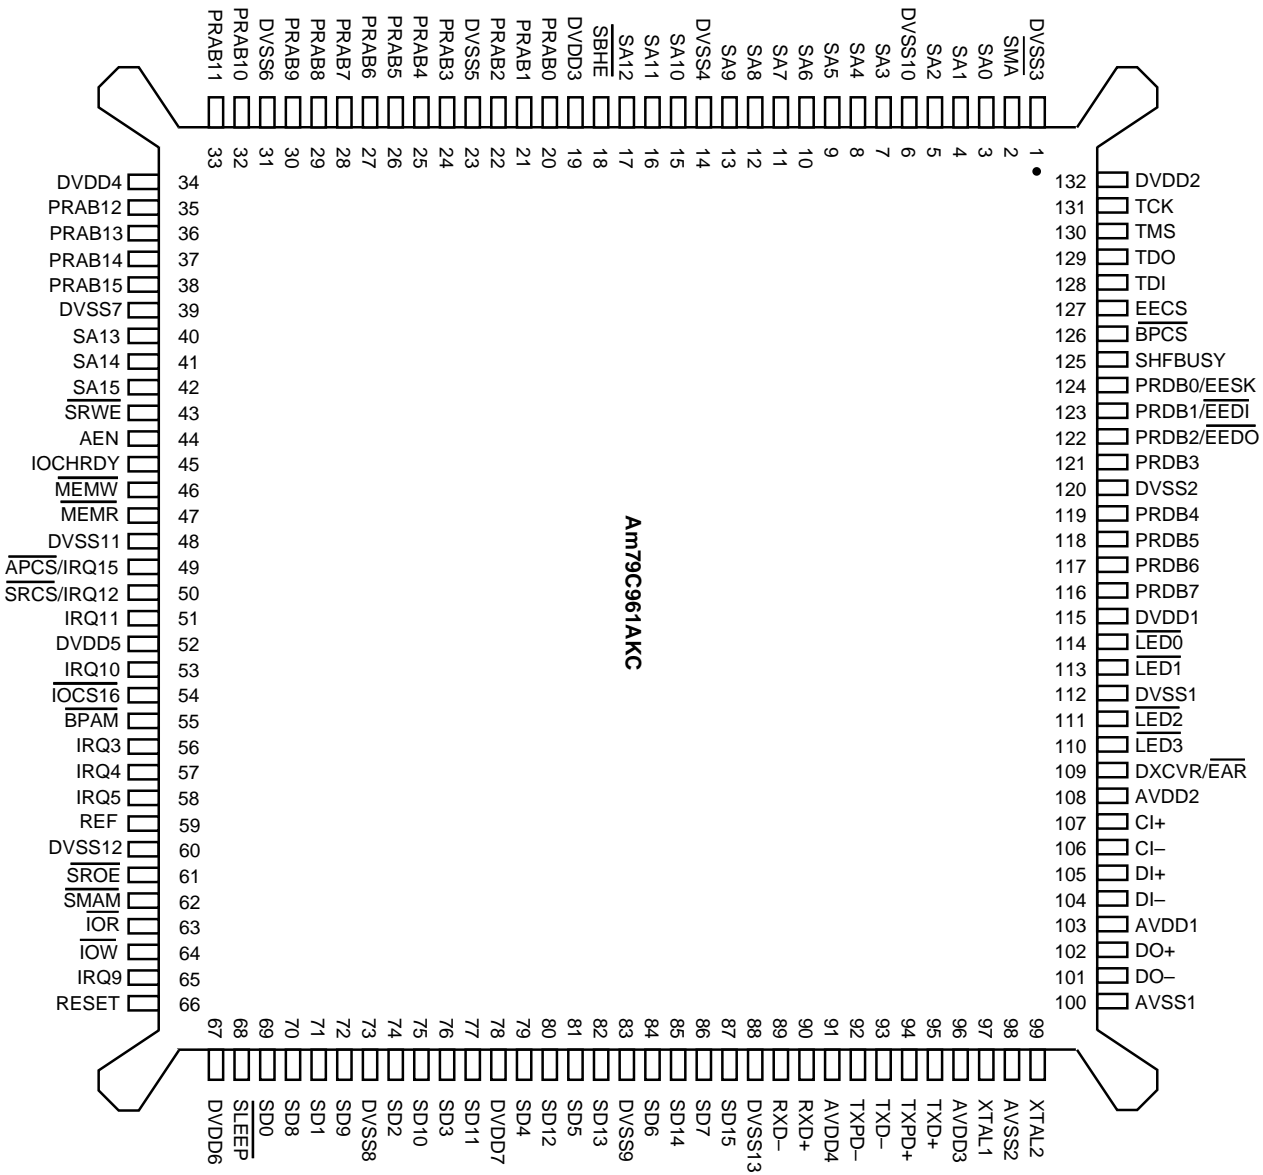 PRAB11 PRAB10 DVSS6 PRAB9 PRAB8 PRAB7 PRAB6 PRAB5 PRAB4 PRAB3 DVSS5 PRAB2 PRAB1 PRAB0 DVDD3 SBHE SA12 SA11 SA10 DVSS4 SA9 SA8 SA7 SA6 SA5 SA4 SA3 DVSS10 SA2 SA1 SA0 SMA DVSS3
33 32 31 30 29 28 27 26 25 24 23 22 21 20 19 18 17 16 15 14 13 12 11 10 9 8 7 6 5 4 3 2 1
DVDD4 34
PRAB12 35
PRAB13 36
PRAB14 37
PRAB15 38
DVSS7 39
SA13 40
SA14 41
SA15 42
SRWE 43
AEN 44
IOCHRDY 45
MEMW 46
MEMR 47
DVSS11 48
APCS/IRQ15 49
SRCS/IRQ12 50
IRQ11 51
DVDD5 52
IRQ10 53
IOCS16 54
BPAM 55
IRQ3 56
IRQ4 57
IRQ5 58
REF 59
DVSS12 60
SROE 61
SMAM 62
IOR 63
IOW 64
IRQ9 65
RESET 66
Am79C961AKC
132 DVDD2
131 TCK
130 TMS
129 TDO
128 TDI
127 EECS
126 BPCS
125 SHFBUSY
124 PRDB0/EESK
123 PRDB1/EEDI
122 PRDB2/EEDO
121 PRDB3
120 DVSS2
119 PRDB4
118 PRDB5
117 PRDB6
116 PRDB7
115 DVDD1
114 LED0
113 LED1
112 DVSS1
111 LED2
110 LED3
109 DXCVR/EAR
108 AVDD2
107 CI+
106 CI–
105 DI+
104 DI–
103 AVDD1
102 DO+
101 DO–
100 AVSS1
67 68 69 70 71 72 73 74 75 76 77 78 79 80 81 82 83 84 85 86 87 88 89 90 91 92 93 94 95 96 97 98 99
DVDD6 SLEEP SD0 SD8 SD1 SD9 DVSS8 SD2 SD10 SD3 SD11 DVDD7 SD4 SD12 SD5 SD13 DVSS9 SD6 SD14 SD7 SD15 DVSS13 RXD– RXD+ AVDD4 TXPD– TXD– TXPD+ TXD+ AVDD3 XTAL1 AVSS2 XTAL2